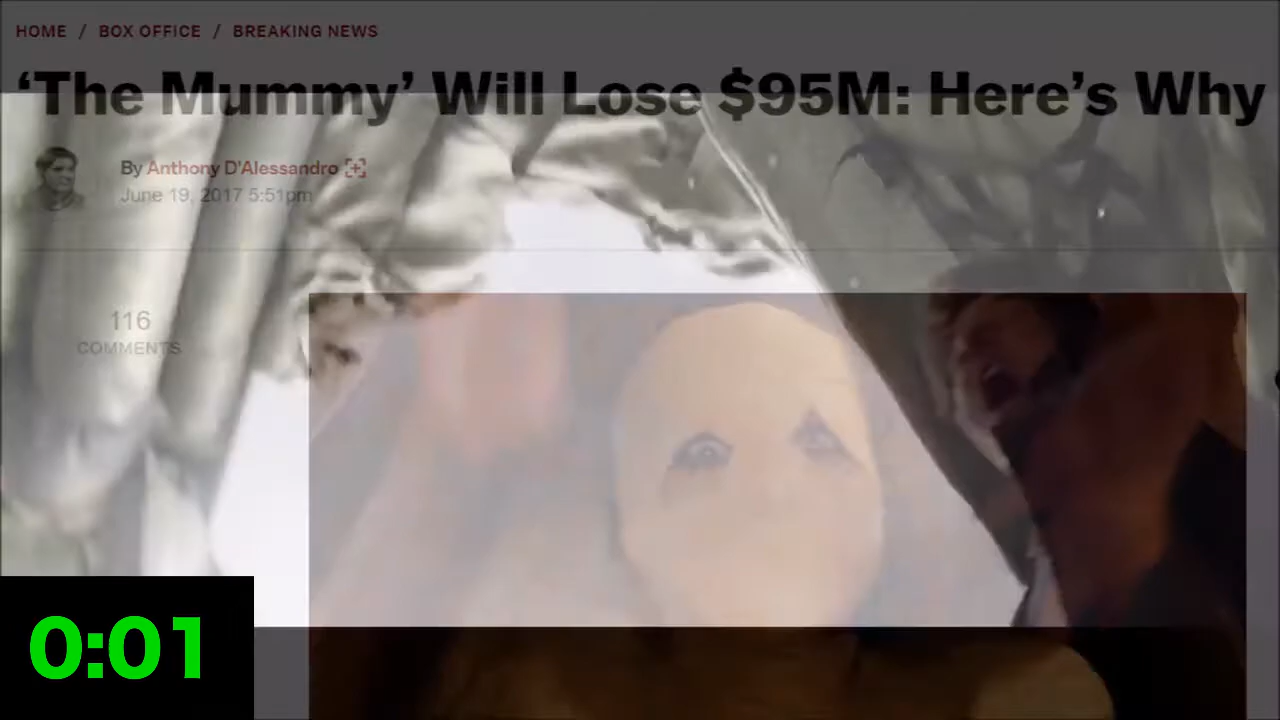 HOME / BOX OFFICE / BREAKING NEWS
‘The Mummy’ Will Lose $95M: Here’s Why
By Anthony D'Alessandro
June 19, 2017 5:51pm
116
COMMENTS
0:01